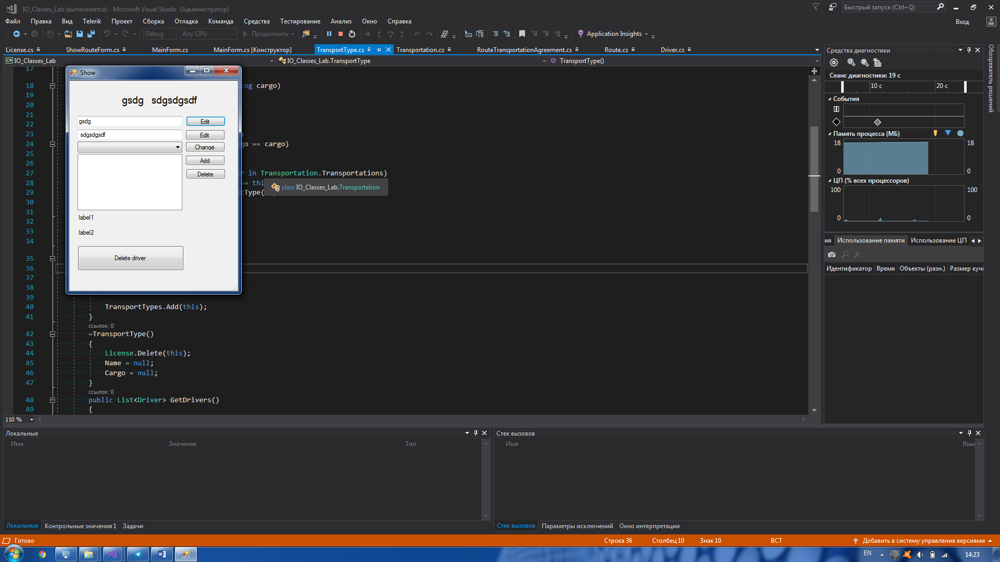 IO_Classes_Lab (выполняется) - Microsoft Visual Studio (Администратор)
Быстрый запуск (Ctrl+Q)
Файл Правка Вид Telerik Проект Сборка Отладка Команда Средства Тестирование Анализ Окно Справка
Вход
Debug Any CPU Продолжить Application Insights
License.cs ShowRouteForm.cs MainForm.cs MainForm.cs [Конструктор] TransportType.cs Transportation.cs RouteTransportationAgreement.cs Route.cs Driver.cs
IO_Classes_Lab IO_Classes_Lab.TransportType TransportType()
17
18 ng cargo)
19
20
21
22
23 )
24 go == cargo)
25
26
27 r in Transportation.Transportations)
28 == thi
29 tType(
30
31
32
33
34
35
36
37
38
39
40 TransportTypes.Add(this);
41 }
ссылок: 0
42 ~TransportType()
43 {
44 License.Delete(this);
45 Name = null;
46 Cargo = null;
47 }
ссылок: 0
48 public List<Driver> GetDrivers()
49 {
110 %
class IO_Classes_Lab.Transportation
Show
gsdg sdgsdgsdf
gsdg Edit
sdgsdgsdf Edit
Change
Add
Delete
label1
label2
Delete driver
Средства диагностики
Сеанс диагностики: 19 с
10 с 20 с
События
Память процесса (МБ)
18 18
0 0
ЦП (% всех процессоров)
100 100
0 0
ия Использование памяти Использование ЦП
Идентификатор Время Объекты (разн.) Размер кучи
Обозреватель решений
Локальные
Имя Значение Тип
Локальные Контрольные значения 1 Задачи
Стек вызовов
Имя Язык
Стек вызовов Параметры исключений Окно интерпретации
Готово Строка 36 Столбец 10 Знак 10 ВСТ Добавить в систему управления версиями
EN 14:23